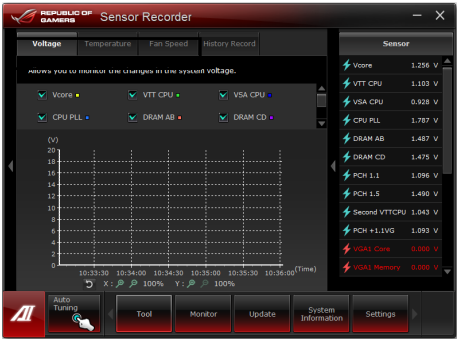 REPUBLIC OF
GAMERS
Sensor Recorder
Voltage
Temperature
Fan Speed
History Record
Allows you to monitor the changes in the system voltage.
Vcore
VTT CPU
VSA CPU
CPU PLL
DRAM AB
DRAM CD
(V)
20
18
16
14
12
10
8
6
4
2
0
10:33:30 10:34:00 10:34:30 10:35:00 10:35:30 10:36:00 (Time)
X : 100% Y : 100%
Sensor
Vcore 1.256 V
VTT CPU 1.103 V
VSA CPU 0.928 V
CPU PLL 1.787 V
DRAM AB 1.487 V
DRAM CD 1.475 V
PCH 1.1 1.096 V
PCH 1.5 1.490 V
Second VTTCPU 1.043 V
PCH +1.1VG 1.093 V
VGA1 Core 0.000 V
VGA1 Memory 0.000 V
Auto
Tuning
Tool
Monitor
Update
System
Information
Settings